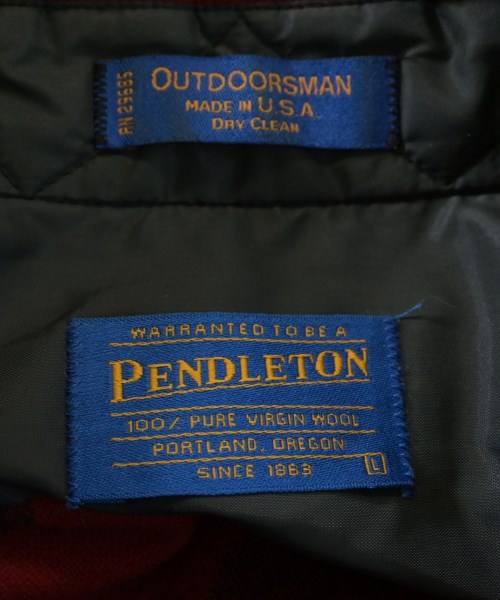 OUTDOORSMAN
MADE IN U.S.A.
DRY CLEAN
RN 29685
WARRANTED TO BE A
PENDLETON
100% PURE VIRGIN WOOL
PORTLAND, OREGON
SINCE 1863
L